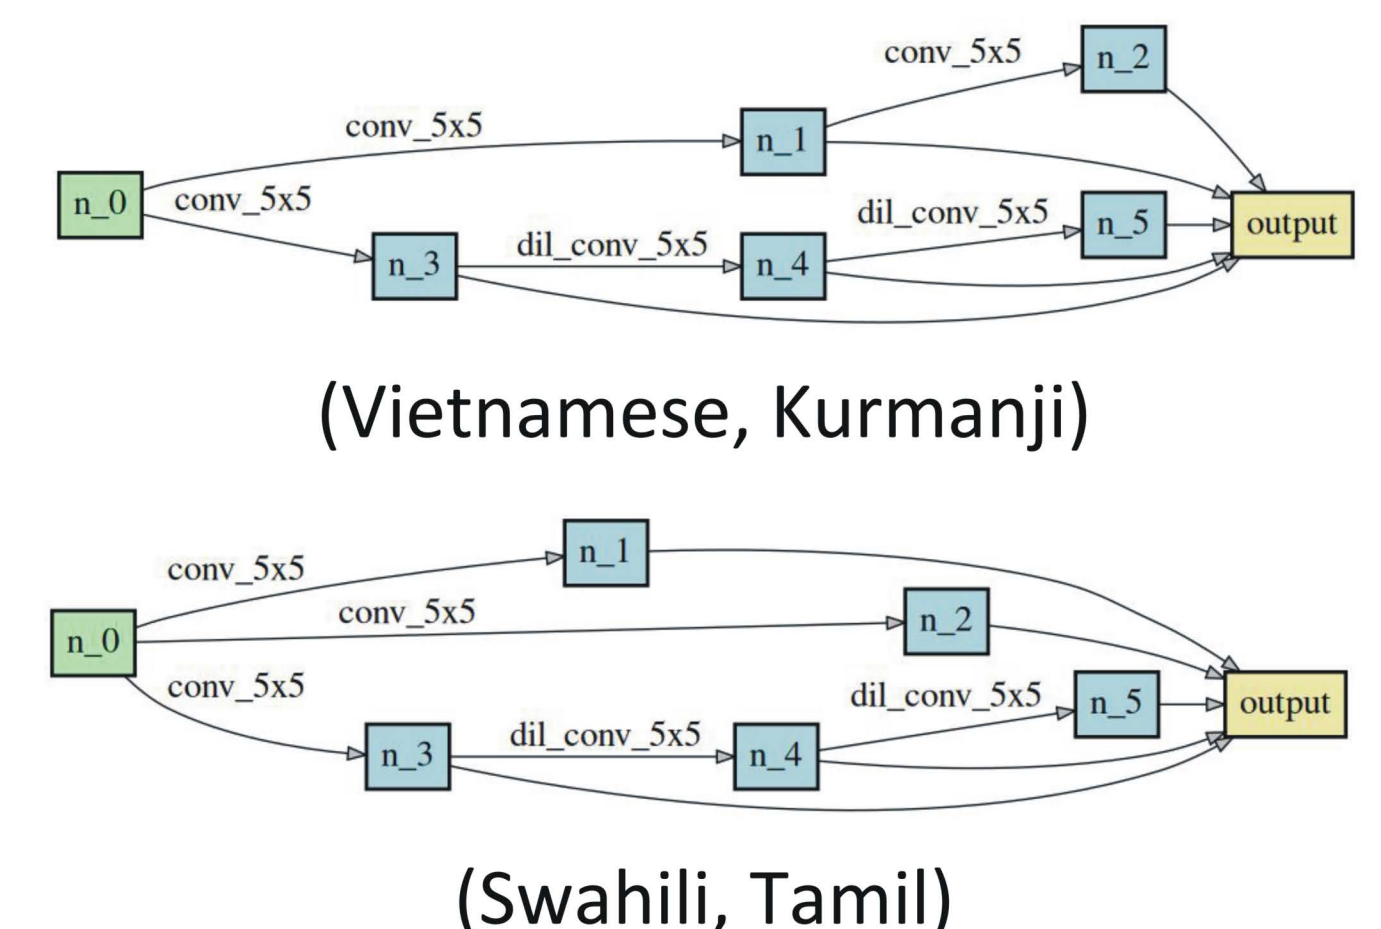 conv_5x5
n_2
conv_5x5
n_1
n_0
conv_5x5
dil_conv_5x5
n_5
output
n_3
dil_conv_5x5
n_4
(Vietnamese, Kurmanji)
conv_5x5
n_1
conv_5x5
n_2
n_0
conv_5x5
dil_conv_5x5
n_5
output
n_3
dil_conv_5x5
n_4
(Swahili, Tamil)